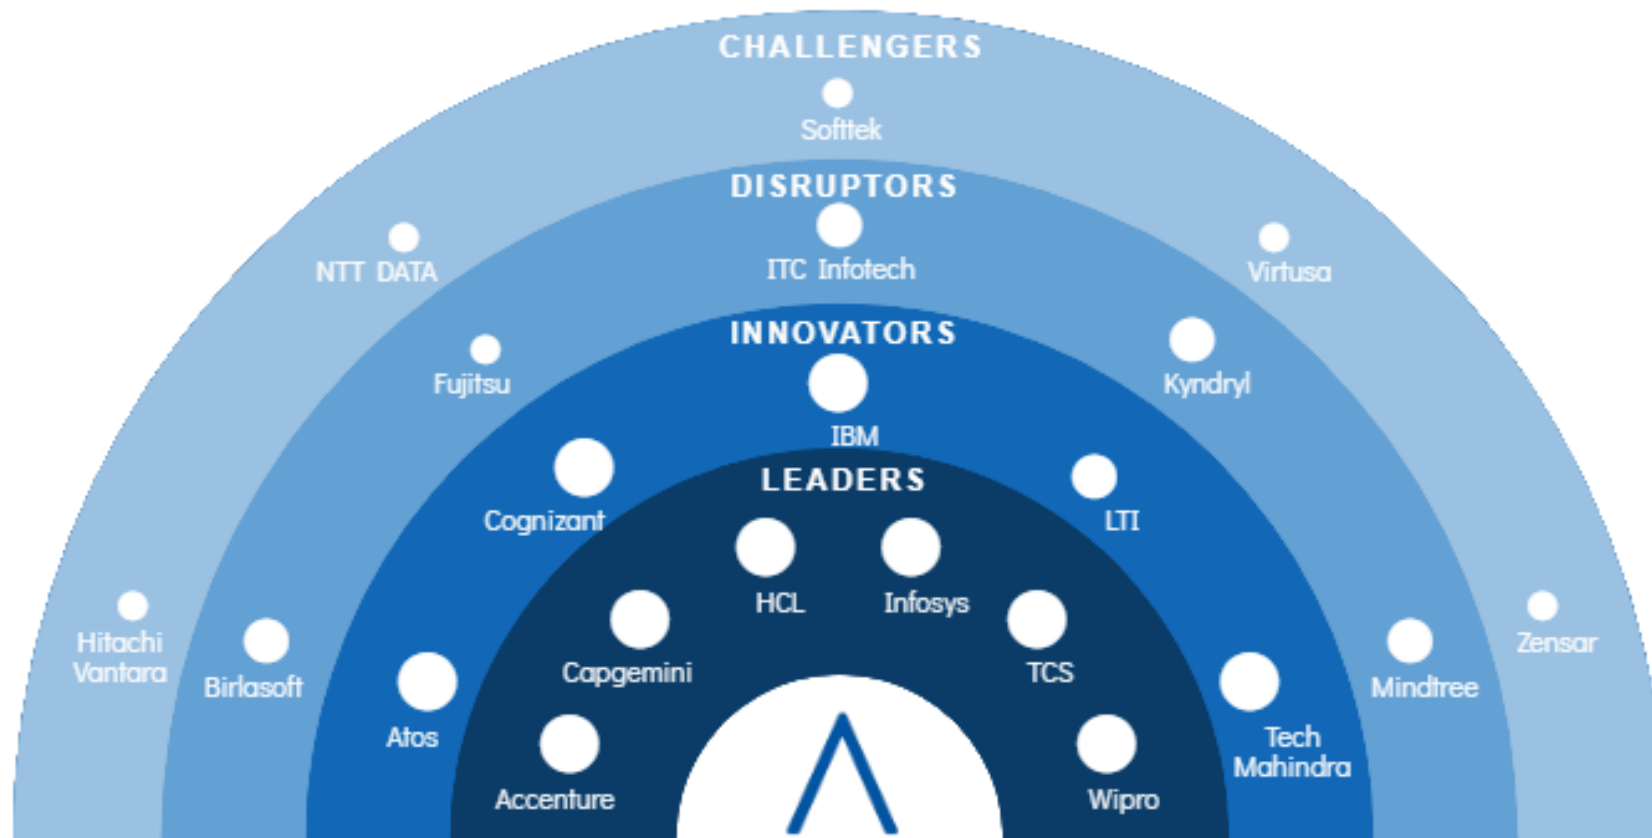 CHALLENGERS
Softtek
NTT DATA
Virtusa
Hitachi
Vantara
Zensar
DISRUPTORS
ITC Infotech
Fujitsu
Kyndryl
Birlasoft
Mindtree
INNOVATORS
IBM
Cognizant
LTI
Atos
Tech
Mahindra
LEADERS
HCL
Infosys
Capgemini
TCS
Accenture
Wipro